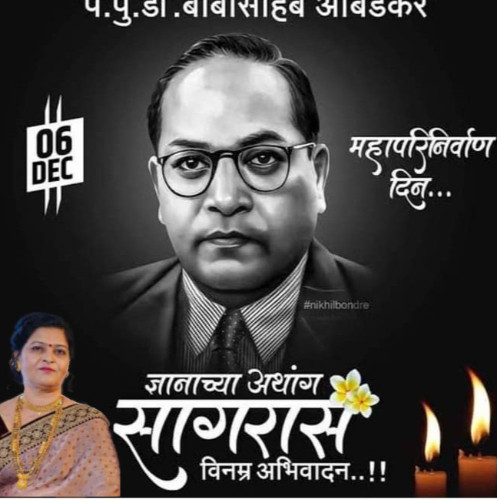 प.पु.डॉ.बाबासाहेब आंबेडकर
06
DEC
महापरिनिर्वाण
दिन...
#nikhilbondre
ज्ञानाच्या अथांग
सागरास
विनम्र अभिवादन..!!